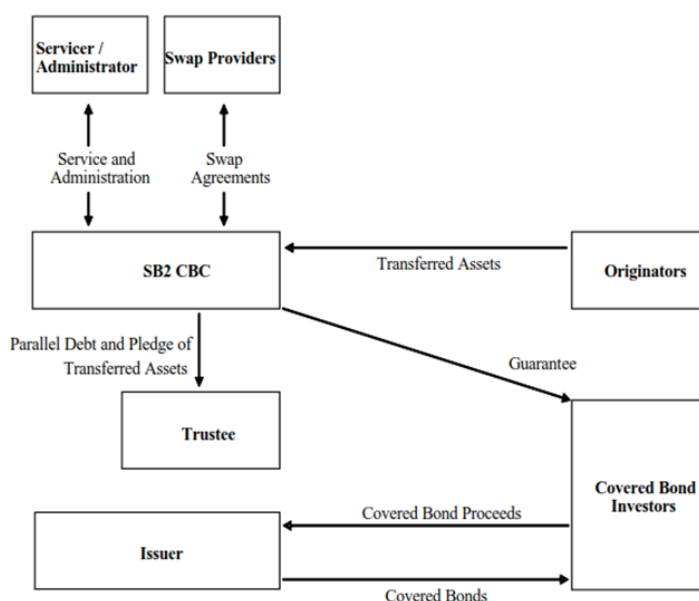 Servicer /
Administrator
Swap Providers
Service and
Administration
Swap
Agreements
SB2 CBC
Transferred Assets
Originators
Parallel Debt and Pledge of
Transferred Assets
Guarantee
Trustee
Covered Bond
Investors
Covered Bond Proceeds
Issuer
Covered Bonds